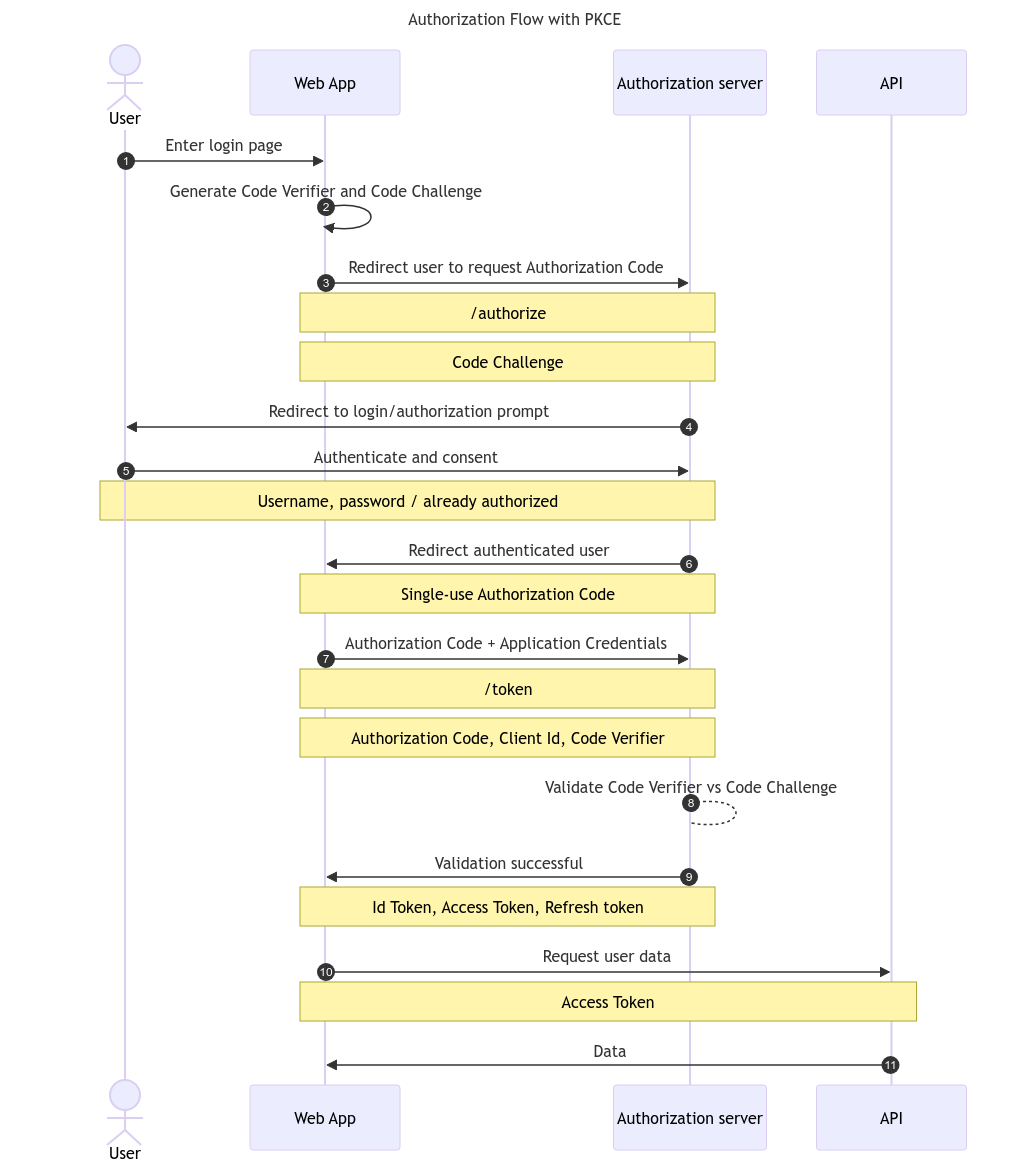 Authorization Flow with PKCE
User
Web App
Authorization server
API
Enter login page
1
Generate Code Verifier and Code Challenge
2
Redirect user to request Authorization Code
3
/authorize
Code Challenge
Redirect to login/authorization prompt
4
Authenticate and consent
5
Username, password / already authorized
Redirect authenticated user
6
Single-use Authorization Code
Authorization Code + Application Credentials
7
/token
Authorization Code, Client Id, Code Verifier
Validate Code Verifier vs Code Challenge
8
Validation successful
9
Id Token, Access Token, Refresh token
Request user data
10
Access Token
Data
11
User
Web App
Authorization server
API